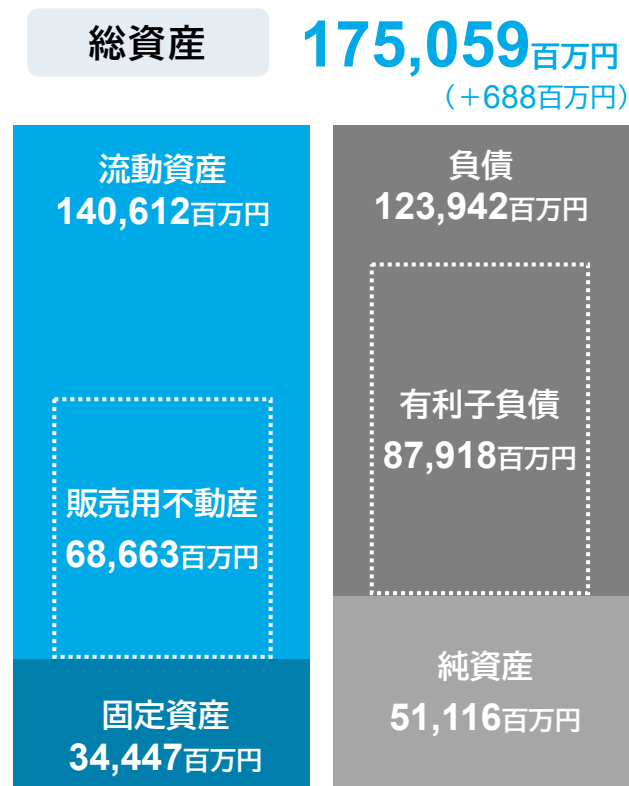 総資産 175,059百万円
（＋688百万円）
流動資産
140,612百万円
販売用不動産
68,663百万円
固定資産
34,447百万円
負債
123,942百万円
有利子負債
87,918百万円
純資産
51,116百万円